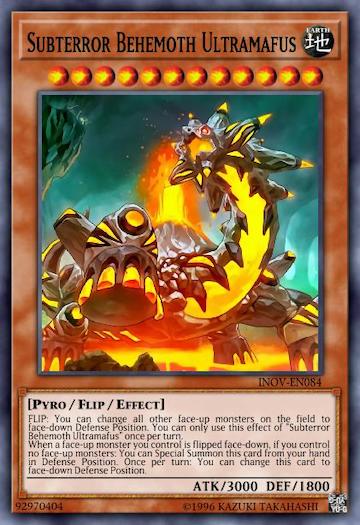 SUBTERROR BEHEMOTH ULTRAMAFUS
EARTH
地
INOV-EN084
[PYRO / FLIP / EFFECT]
FLIP: You can change all other face-up monsters on the field to
face-down Defense Position. You can only use this effect of "Subterror
Behemoth Ultramafus" once per turn.
When a face-up monster you control is flipped face-down, if you control
no face-up monsters: You can Special Summon this card from your hand
in Defense Position. Once per turn: You can change this card to
face-down Defense Position.
ATK/3000 DEF/1800
92970404
©1996 KAZUKI TAKAHASHI